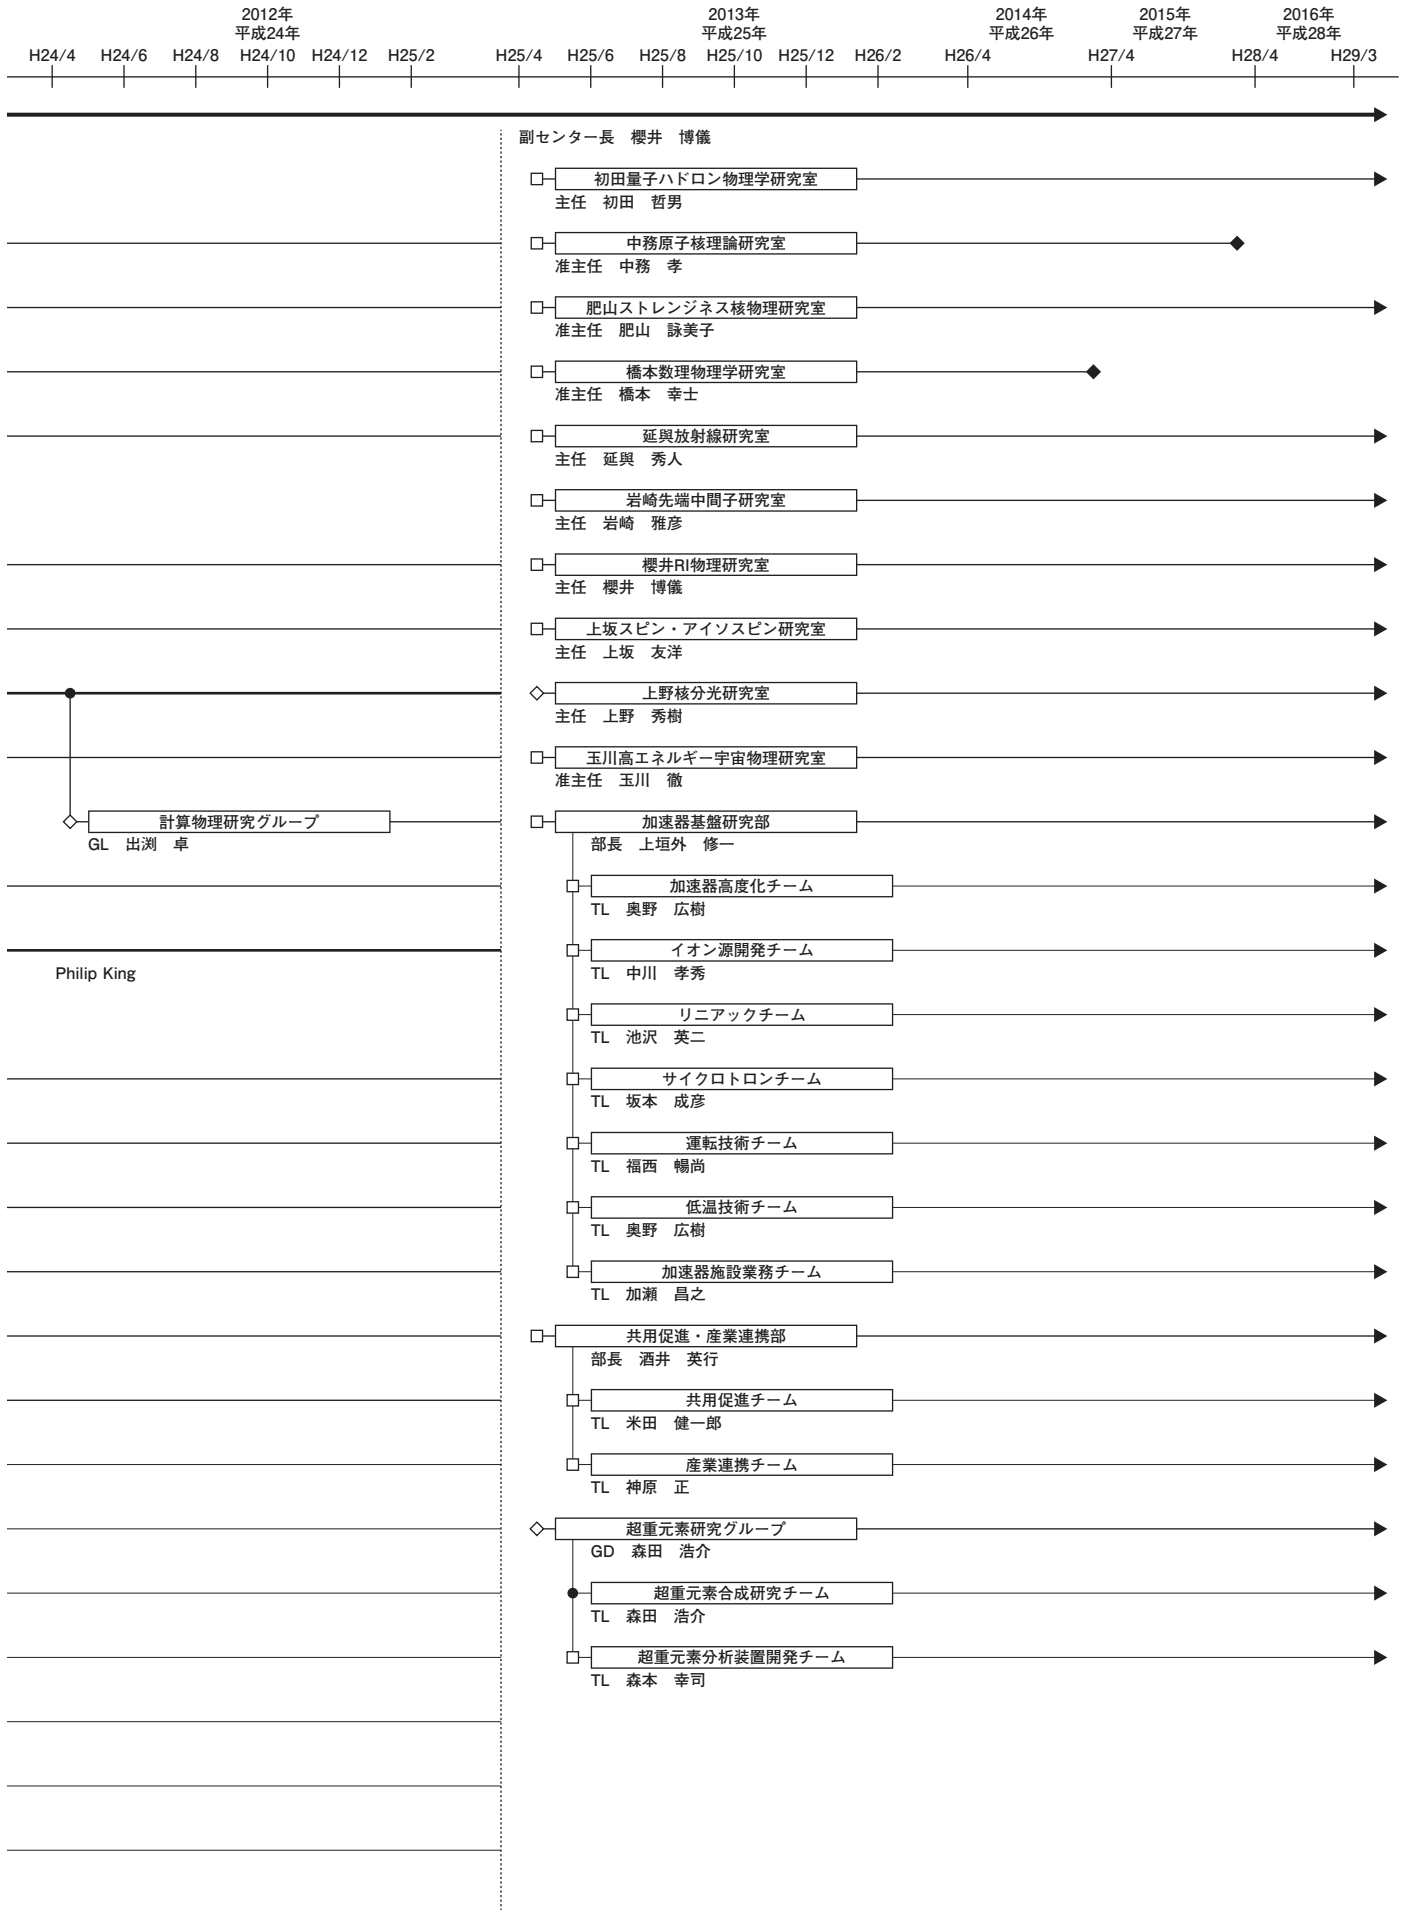 2012年
平成24年
2013年
平成25年
2014年
平成26年
2015年
平成27年
2016年
平成28年
H24/4 H24/6 H24/8 H24/10 H24/12 H25/2 H25/4 H25/6 H25/8 H25/10 H25/12 H26/2 H26/4 H27/4 H28/4 H29/3
副センター長　櫻井　博儀
初田量子ハドロン物理学研究室
主任　初田　哲男
中務原子核理論研究室
准主任　中務　孝
肥山ストレンジネス核物理研究室
准主任　肥山　詠美子
橋本数理物理学研究室
准主任　橋本　幸士
延與放射線研究室
主任　延與　秀人
岩崎先端中間子研究室
主任　岩崎　雅彦
櫻井RI物理研究室
主任　櫻井　博儀
上坂スピン・アイソスピン研究室
主任　上坂　友洋
上野核分光研究室
主任　上野　秀樹
玉川高エネルギー宇宙物理研究室
准主任　玉川　徹
計算物理研究グループ
GL　出渕　卓
加速器基盤研究部
部長　上垣外　修一
加速器高度化チーム
TL　奥野　広樹
イオン源開発チーム
TL　中川　孝秀
Philip King
リニアックチーム
TL　池沢　英二
サイクロトロンチーム
TL　坂本　成彦
運転技術チーム
TL　福西　暢尚
低温技術チーム
TL　奥野　広樹
加速器施設業務チーム
TL　加瀬　昌之
共用促進・産業連携部
部長　酒井　英行
共用促進チーム
TL　米田　健一郎
産業連携チーム
TL　神原　正
超重元素研究グループ
GD　森田　浩介
超重元素合成研究チーム
TL　森田　浩介
超重元素分析装置開発チーム
TL　森本　幸司